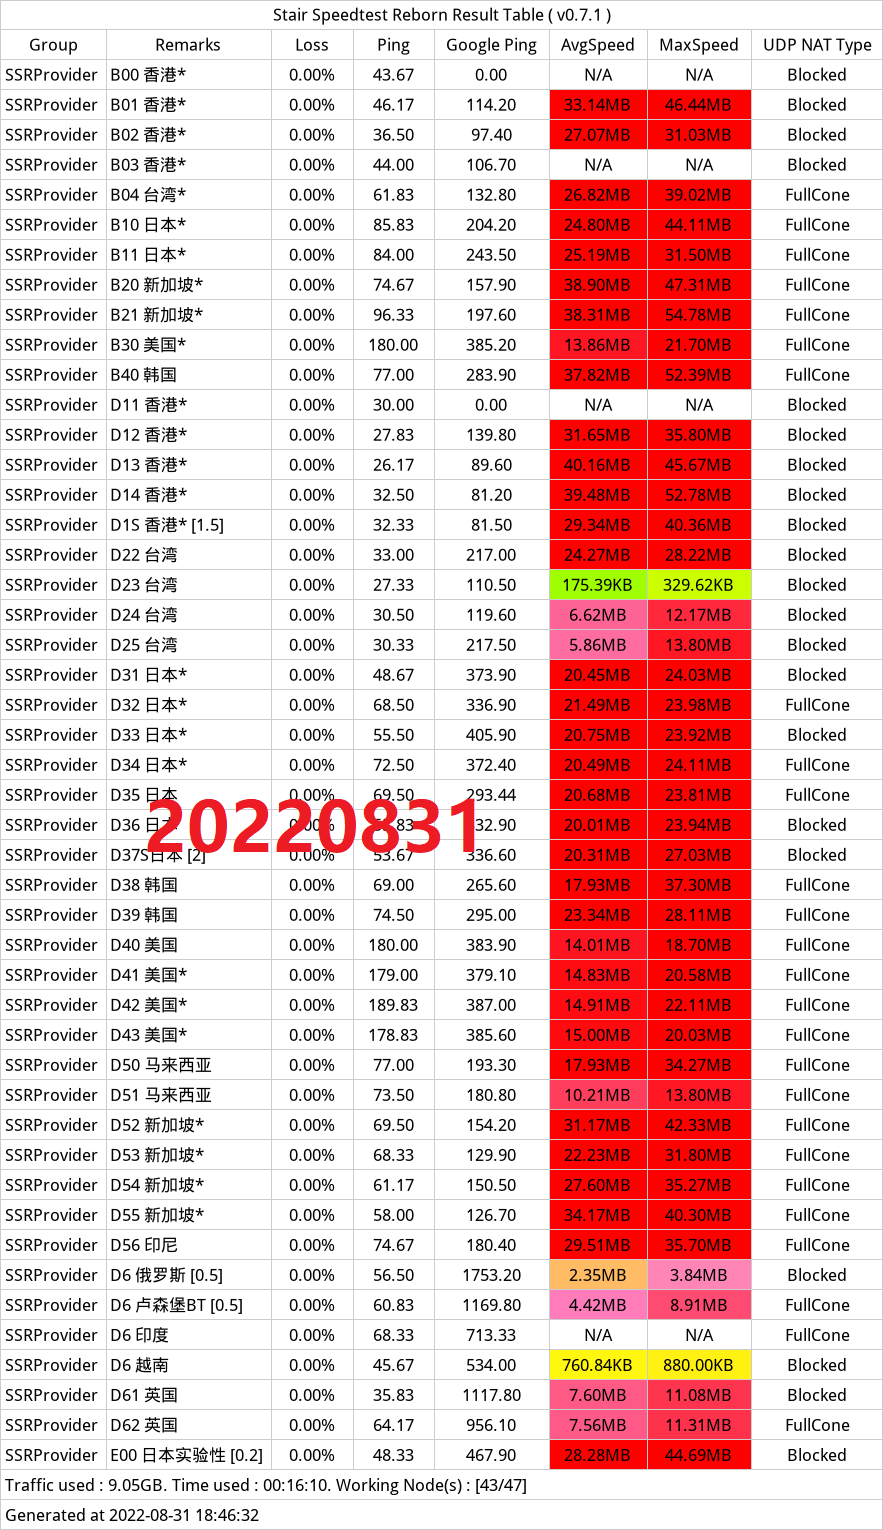 Stair Speedtest Reborn Result Table ( v0.7.1 )
Group Remarks Loss Ping Google Ping AvgSpeed MaxSpeed UDP NAT Type
SSRProvider B00 香港* 0.00% 43.67 0.00 N/A N/A Blocked
SSRProvider B01 香港* 0.00% 46.17 114.20 33.14MB 46.44MB Blocked
SSRProvider B02 香港* 0.00% 36.50 97.40 27.07MB 31.03MB Blocked
SSRProvider B03 香港* 0.00% 44.00 106.70 N/A N/A Blocked
SSRProvider B04 台湾* 0.00% 61.83 132.80 26.82MB 39.02MB FullCone
SSRProvider B10 日本* 0.00% 85.83 204.20 24.80MB 44.11MB FullCone
SSRProvider B11 日本* 0.00% 84.00 243.50 25.19MB 31.50MB FullCone
SSRProvider B20 新加坡* 0.00% 74.67 157.90 38.90MB 47.31MB FullCone
SSRProvider B21 新加坡* 0.00% 96.33 197.60 38.31MB 54.78MB FullCone
SSRProvider B30 美国* 0.00% 180.00 385.20 13.86MB 21.70MB FullCone
SSRProvider B40 韩国 0.00% 77.00 283.90 37.82MB 52.39MB FullCone
SSRProvider D11 香港* 0.00% 30.00 0.00 N/A N/A Blocked
SSRProvider D12 香港* 0.00% 27.83 139.80 31.65MB 35.80MB Blocked
SSRProvider D13 香港* 0.00% 26.17 89.60 40.16MB 45.67MB Blocked
SSRProvider D14 香港* 0.00% 32.50 81.20 39.48MB 52.78MB Blocked
SSRProvider D1S 香港* [1.5] 0.00% 32.33 81.50 29.34MB 40.36MB Blocked
SSRProvider D22 台湾 0.00% 33.00 217.00 24.27MB 28.22MB Blocked
SSRProvider D23 台湾 0.00% 27.33 110.50 175.39KB 329.62KB Blocked
SSRProvider D24 台湾 0.00% 30.50 119.60 6.62MB 12.17MB Blocked
SSRProvider D25 台湾 0.00% 30.33 217.50 5.86MB 13.80MB Blocked
SSRProvider D31 日本* 0.00% 48.67 373.90 20.45MB 24.03MB Blocked
SSRProvider D32 日本* 0.00% 68.50 336.90 21.49MB 23.98MB FullCone
SSRProvider D33 日本* 0.00% 55.50 405.90 20.75MB 23.92MB Blocked
SSRProvider D34 日本* 0.00% 72.50 372.40 20.49MB 24.11MB FullCone
SSRProvider D35 日本 0.00% 69.50 293.44 20.68MB 23.81MB FullCone
20220831
SSRProvider D36 日本 0.00% 20.01MB 23.94MB Blocked
SSRProvider D37S日本 [2] 0.00% 53.67 336.60 20.31MB 27.03MB Blocked
SSRProvider D38 韩国 0.00% 69.00 265.60 17.93MB 37.30MB FullCone
SSRProvider D39 韩国 0.00% 74.50 295.00 23.34MB 28.11MB FullCone
SSRProvider D40 美国 0.00% 180.00 383.90 14.01MB 18.70MB FullCone
SSRProvider D41 美国* 0.00% 179.00 379.10 14.83MB 20.58MB FullCone
SSRProvider D42 美国* 0.00% 189.83 387.00 14.91MB 22.11MB FullCone
SSRProvider D43 美国* 0.00% 178.83 385.60 15.00MB 20.03MB FullCone
SSRProvider D50 马来西亚 0.00% 77.00 193.30 17.93MB 34.27MB FullCone
SSRProvider D51 马来西亚 0.00% 73.50 180.80 10.21MB 13.80MB FullCone
SSRProvider D52 新加坡* 0.00% 69.50 154.20 31.17MB 42.33MB FullCone
SSRProvider D53 新加坡* 0.00% 68.33 129.90 22.23MB 31.80MB FullCone
SSRProvider D54 新加坡* 0.00% 61.17 150.50 27.60MB 35.27MB FullCone
SSRProvider D55 新加坡* 0.00% 58.00 126.70 34.17MB 40.30MB FullCone
SSRProvider D56 印尼 0.00% 74.67 180.40 29.51MB 35.70MB FullCone
SSRProvider D6 俄罗斯 [0.5] 0.00% 56.50 1753.20 2.35MB 3.84MB Blocked
SSRProvider D6 卢森堡BT [0.5] 0.00% 60.83 1169.80 4.42MB 8.91MB FullCone
SSRProvider D6 印度 0.00% 68.33 713.33 N/A N/A FullCone
SSRProvider D6 越南 0.00% 45.67 534.00 760.84KB 880.00KB Blocked
SSRProvider D61 英国 0.00% 35.83 1117.80 7.60MB 11.08MB Blocked
SSRProvider D62 英国 0.00% 64.17 956.10 7.56MB 11.31MB FullCone
SSRProvider E00 日本实验性 [0.2] 0.00% 48.33 467.90 28.28MB 44.69MB Blocked
Traffic used : 9.05GB. Time used : 00:16:10. Working Node(s) : [43/47]
Generated at 2022-08-31 18:46:32